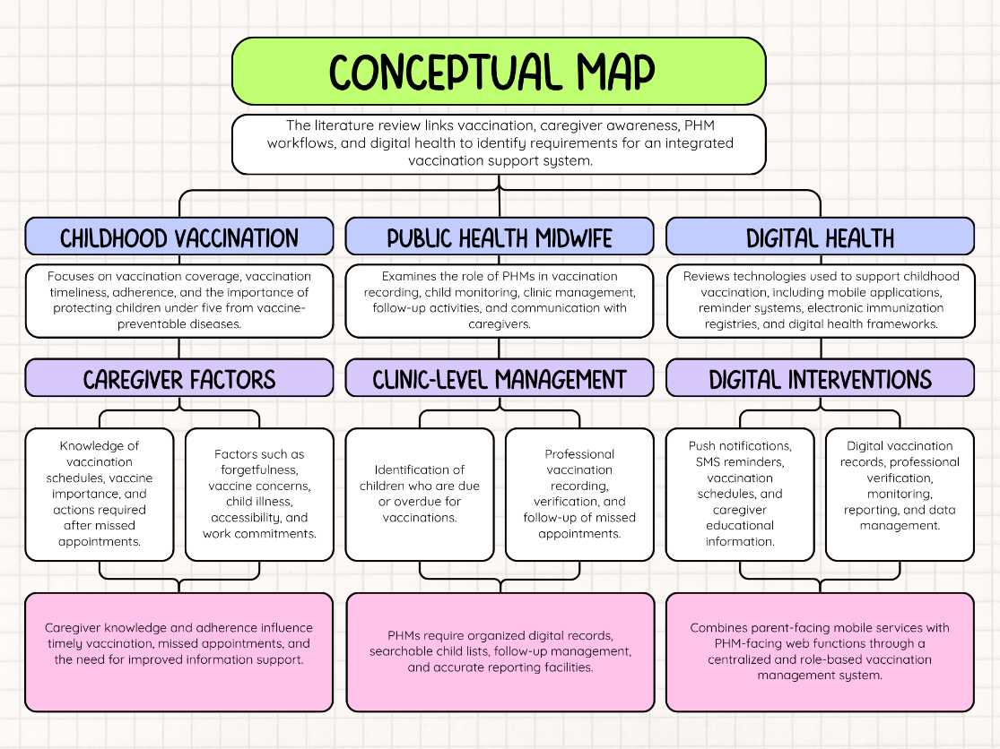 CONCEPTUAL MAP
The literature review links vaccination, caregiver awareness, PHM
workflows, and digital health to identify requirements for an integrated
vaccination support system.
CHILDHOOD VACCINATION
Focuses on vaccination coverage, vaccination
timeliness, adherence, and the importance of
protecting children under five from vaccine-
preventable diseases.
PUBLIC HEALTH MIDWIFE
Examines the role of PHMs in vaccination
recording, child monitoring, clinic management,
follow-up activities, and communication with
caregivers.
DIGITAL HEALTH
Reviews technologies used to support childhood
vaccination, including mobile applications,
reminder systems, electronic immunization
registries, and digital health frameworks.
CAREGIVER FACTORS
Knowledge of
vaccination
schedules, vaccine
importance, and
actions required
after missed
appointments.
Factors such as
forgetfulness,
vaccine concerns,
child illness,
accessibility, and
work commitments.
CLINIC-LEVEL MANAGEMENT
Identification of
children who are due
or overdue for
vaccinations.
Professional
vaccination
recording,
verification, and
follow-up of missed
appointments.
DIGITAL INTERVENTIONS
Push notifications,
SMS reminders,
vaccination
schedules, and
caregiver
educational
information.
Digital vaccination
records, professional
verification,
monitoring,
reporting, and data
management.
Caregiver knowledge and adherence influence
timely vaccination, missed appointments, and
the need for improved information support.
PHMs require organized digital records,
searchable child lists, follow-up management,
and accurate reporting facilities.
Combines parent-facing mobile services with
PHM-facing web functions through a
centralized and role-based vaccination
management system.